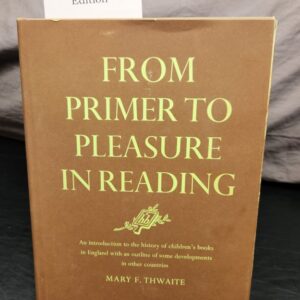 Edition
FROM
PRIMER TO
PLEASURE
IN READING
An introduction to the history of children's books
in England with an outline of some developments
in other countries
MARY F. THWAITE